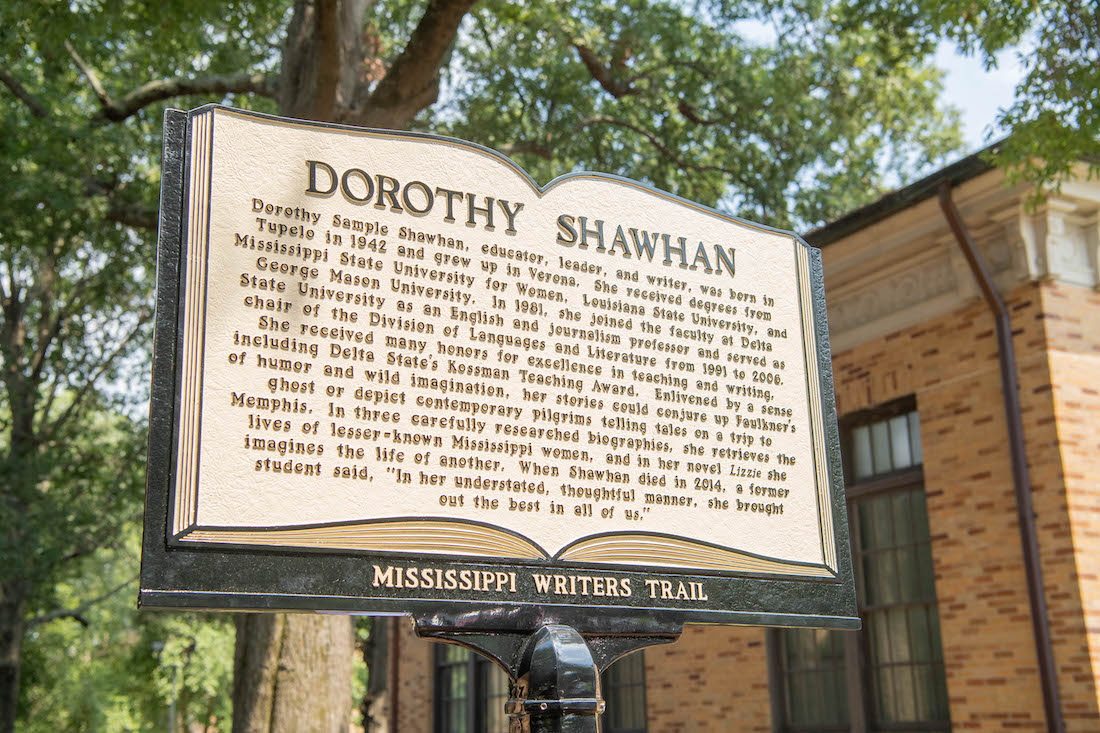 DOROTHY SHAWHAN
Dorothy Sample Shawhan, educator, leader, and writer, was born in
Tupelo in 1942 and grew up in Verona. She received degrees from
Mississippi State University for Women, Louisiana State University, and
George Mason University. In 1981, she joined the faculty at Delta
State University as an English and journalism professor and served as
chair of the Division of Languages and Literature from 1991 to 2006.
She received many honors for excellence in teaching and writing,
including Delta State's Kossman Teaching Award. Enlivened by a sense
of humor and wild imagination, her stories could conjure up Faulkner's
ghost or depict contemporary pilgrims telling tales on a trip to
Memphis. In three carefully researched biographies, she retrieves the
lives of lesser-known Mississippi women, and in her novel Lizzie she
imagines the life of another. When Shawhan died in 2014, a former
student said, "In her understated, thoughtful manner, she brought
out the best in all of us."
MISSISSIPPI WRITERS TRAIL